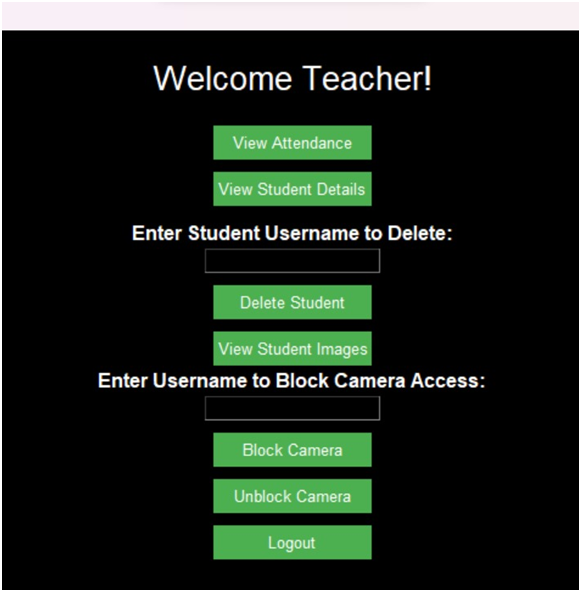 Welcome Teacher!
View Attendance
View Student Details
Enter Student Username to Delete:
Delete Student
View Student Images
Enter Username to Block Camera Access:
Block Camera
Unblock Camera
Logout